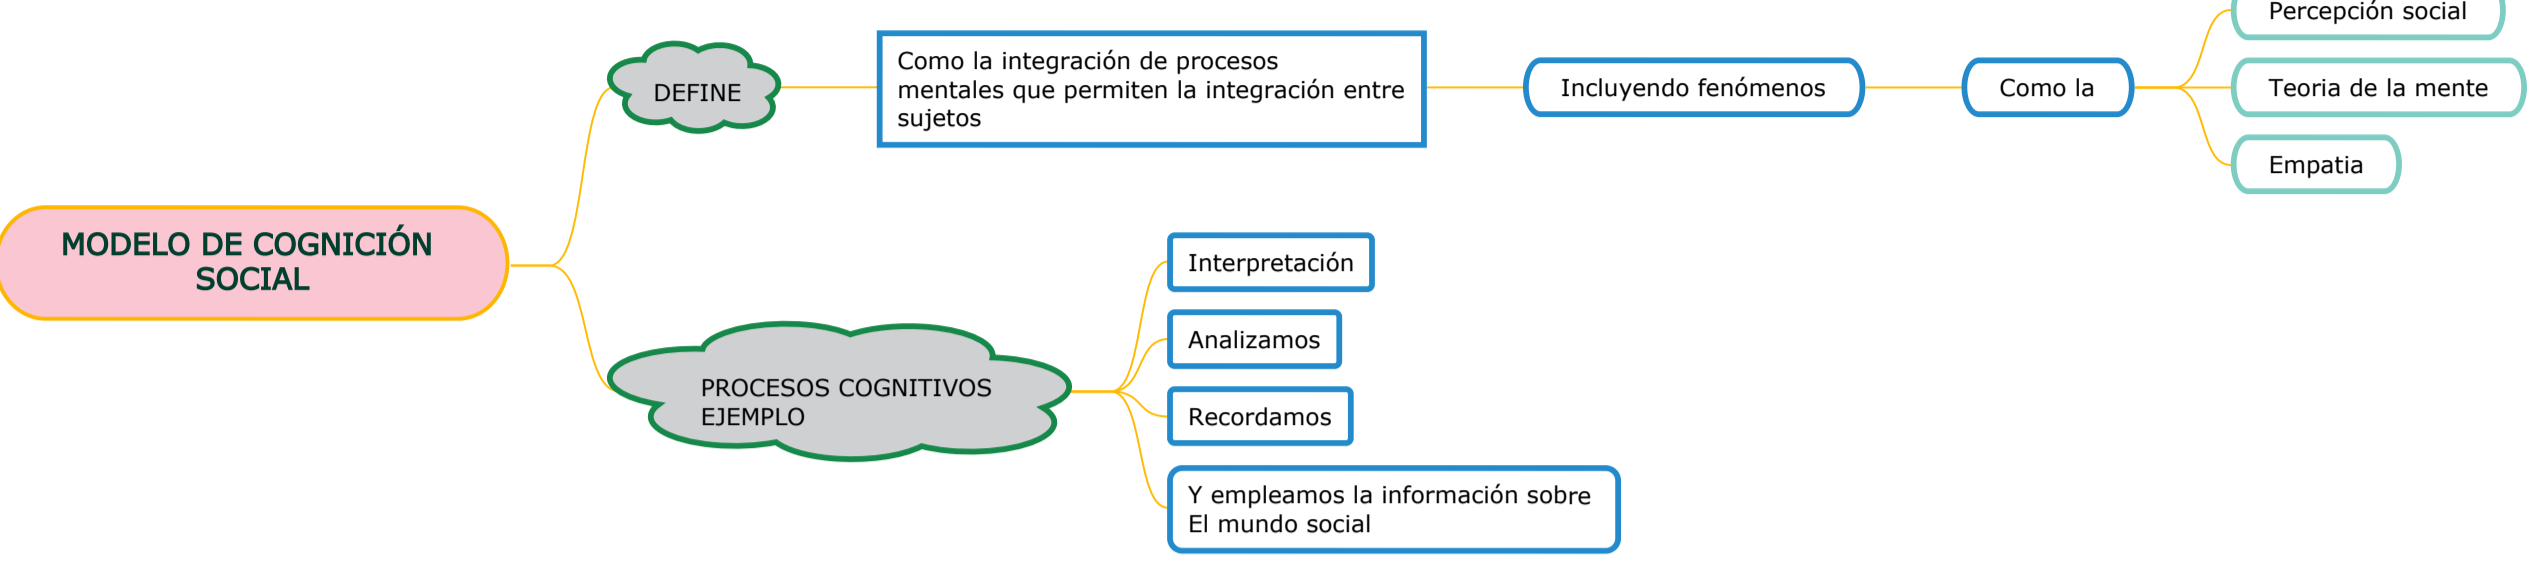 MODELO DE COGNICIÓN
SOCIAL
DEFINE
Como la integración de procesos
mentales que permiten la integración entre
sujetos
Incluyendo fenómenos
Como la
Percepción social
Teoria de la mente
Empatia
PROCESOS COGNITIVOS
EJEMPLO
Interpretación
Analizamos
Recordamos
Y empleamos la información sobre
El mundo social